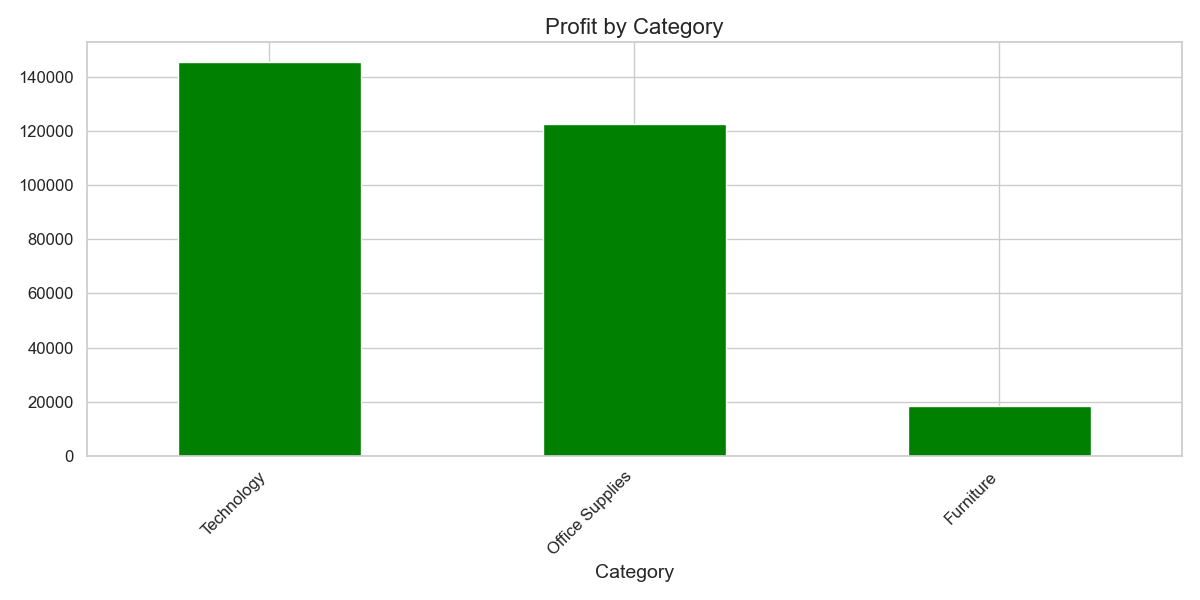 Profit by Category
140000
120000
100000
80000
60000
40000
20000
0
Technology
Office Supplies
Furniture
Category